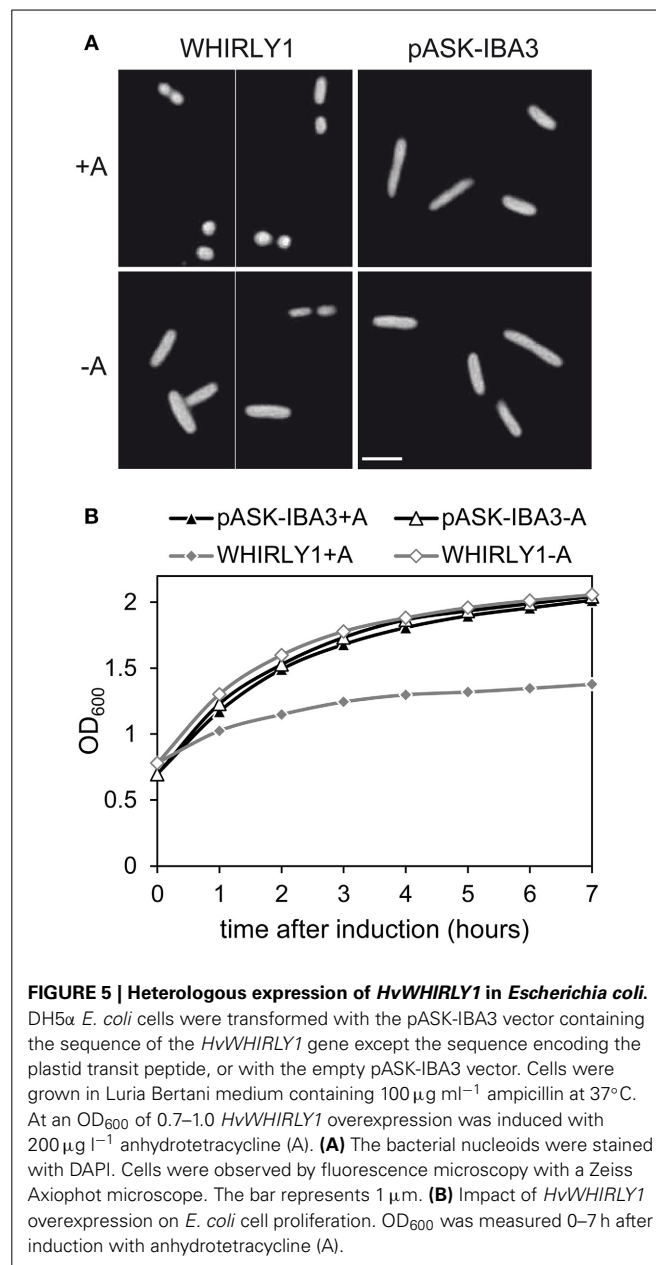 A
WHIRLY1 pASK-IBA3
+A
-A
B
pASK-IBA3+A pASK-IBA3-A
WHIRLY1+A WHIRLY1-A
2
1.5
1
0.5
0
OD600
0 1 2 3 4 5 6 7
time after induction (hours)
FIGURE 5 | Heterologous expression of HvWHIRLY1 in Escherichia coli.
DH5α E. coli cells were transformed with the pASK-IBA3 vector containing
the sequence of the HvWHIRLY1 gene except the sequence encoding the
plastid transit peptide, or with the empty pASK-IBA3 vector. Cells were
grown in Luria Bertani medium containing 100 μg ml⁻¹ ampicillin at 37°C.
At an OD600 of 0.7–1.0 HvWHIRLY1 overexpression was induced with
200 μg l⁻¹ anhydrotetracycline (A). (A) The bacterial nucleoids were stained
with DAPI. Cells were observed by fluorescence microscopy with a Zeiss
Axiophot microscope. The bar represents 1 μm. (B) Impact of HvWHIRLY1
overexpression on E. coli cell proliferation. OD600 was measured 0–7 h after
induction with anhydrotetracycline (A).